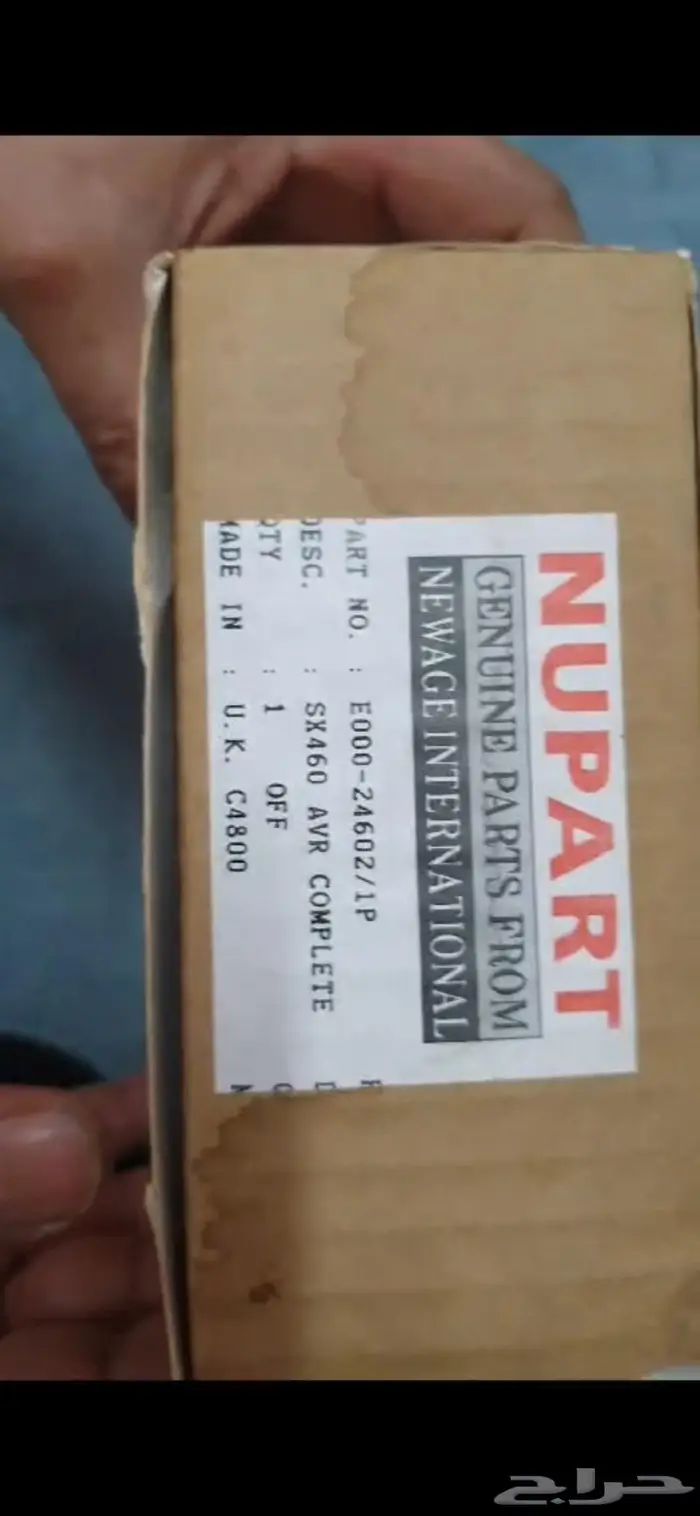 NUPART
GENUINE PARTS FROM
NEWAGE INTERNATIONAL
PART NO. : E000-24602/1P
DESC. : SX460 AVR COMPLETE
QTY : 1 OFF
MADE IN : U.K. C4800
حراج